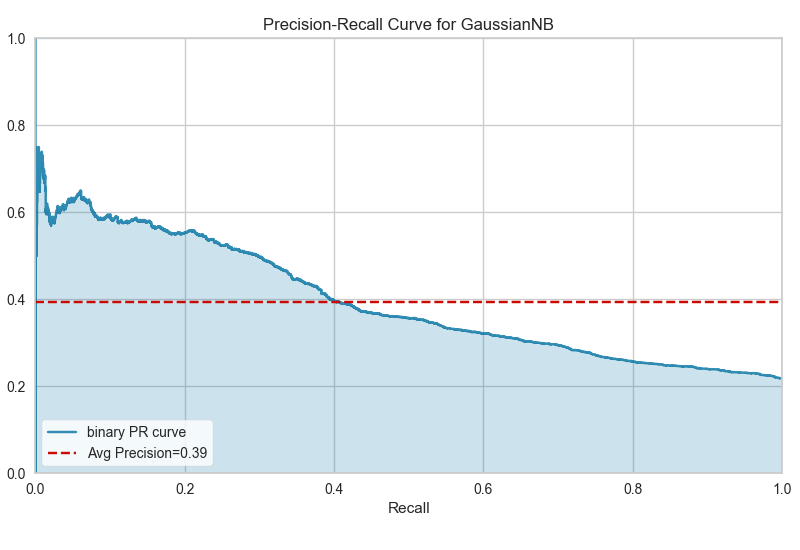 Precision-Recall Curve for GaussianNB
1.0
0.8
0.6
0.4
0.2
0.0
binary PR curve
Avg Precision=0.39
0.0 0.2 0.4 0.6 0.8 1.0
Recall